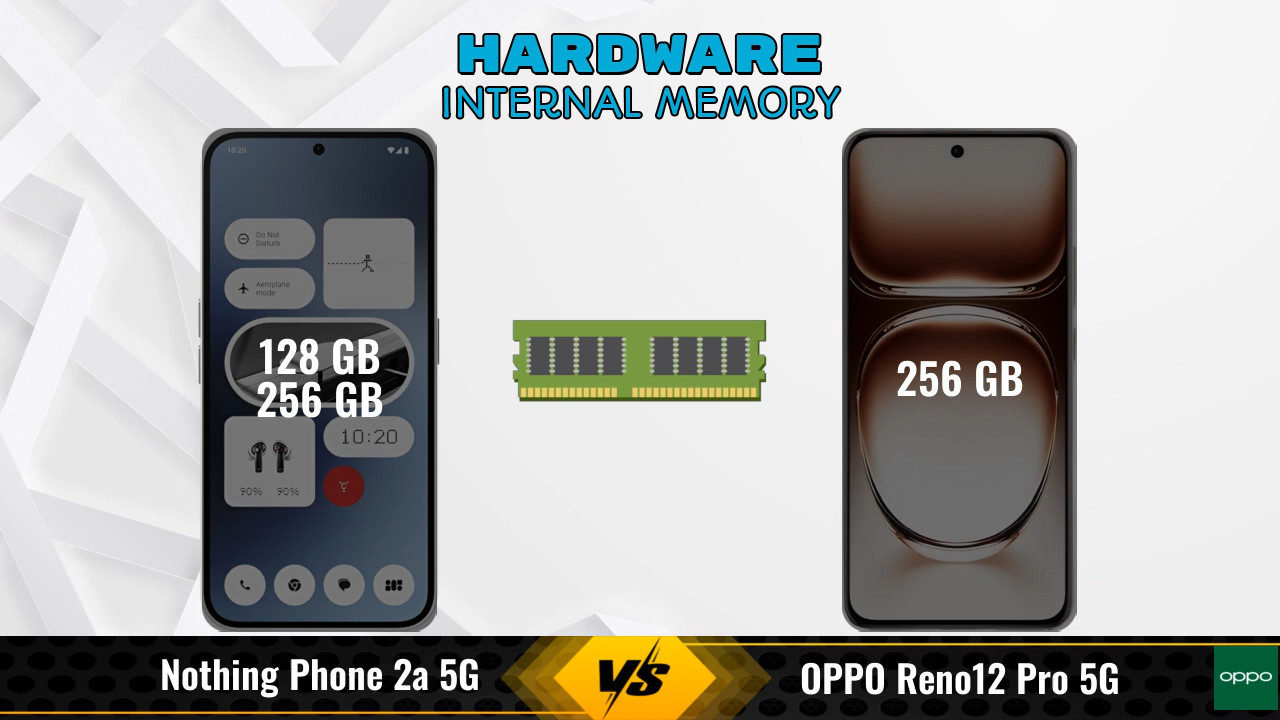 HARDWARE
INTERNAL MEMORY
10:20
Do Not
Disturb
Aeroplane
mode
128 GB
256 GB
10:20
90% 90%
256 GB
Nothing Phone 2a 5G
VS
OPPO Reno12 Pro 5G
oppo